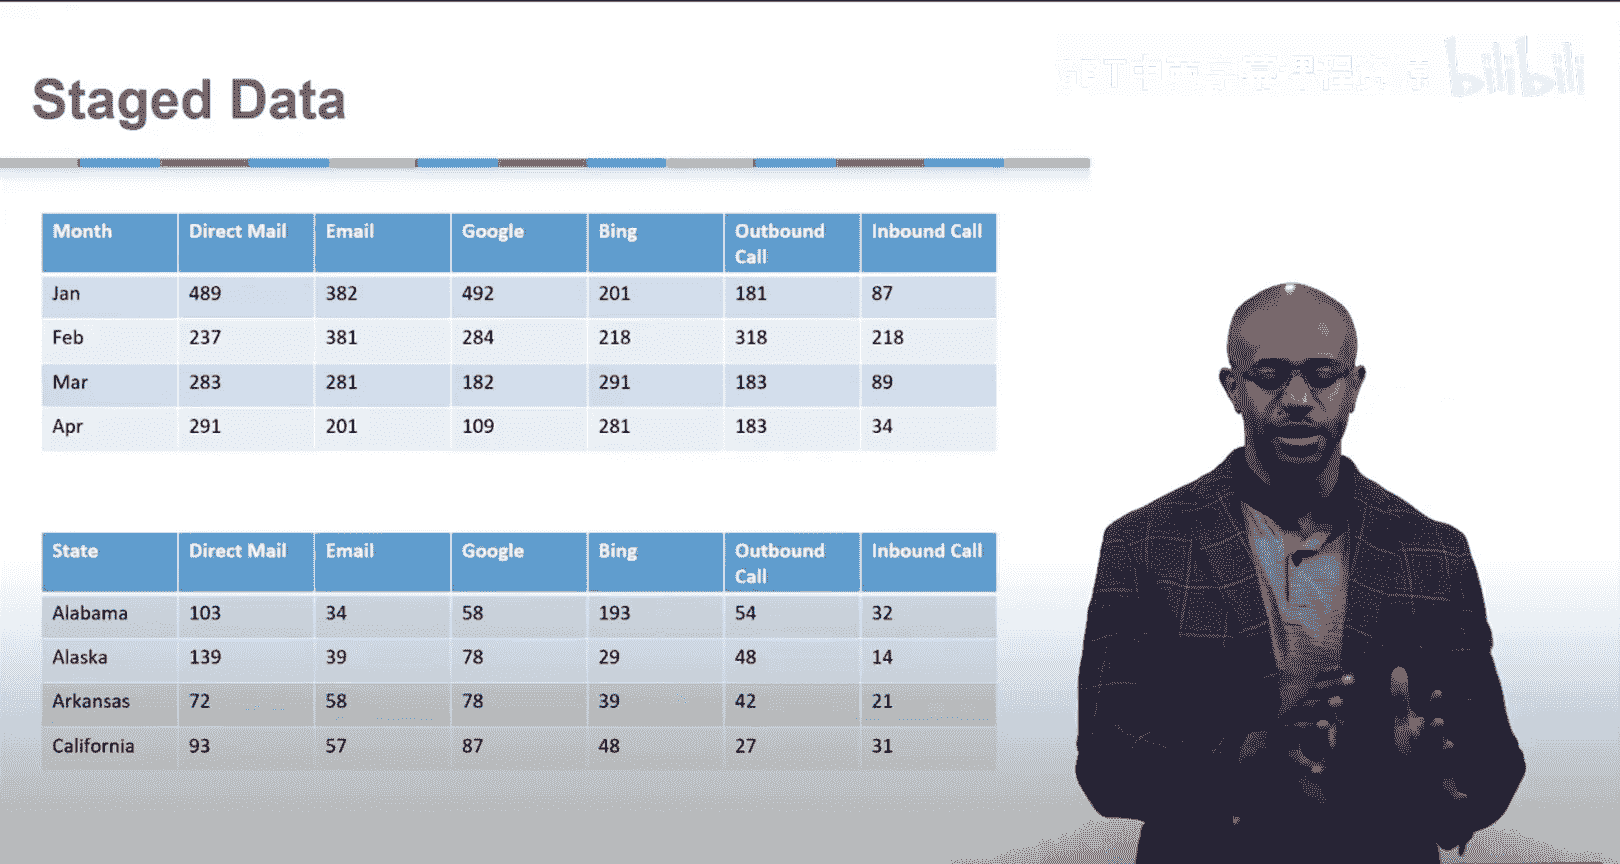 Staged Data
bilibili
Month Direct Mail Email Google Bing Outbound Call Inbound Call
Jan 489 382 492 201 181 87
Feb 237 381 284 218 318 218
Mar 283 281 182 291 183 89
Apr 291 201 109 281 183 34
State Direct Mail Email Google Bing Outbound Call Inbound Call
Alabama 103 34 58 193 54 32
Alaska 139 39 78 29 48 14
Arkansas 72 58 78 39 42 21
California 93 57 87 48 27 31